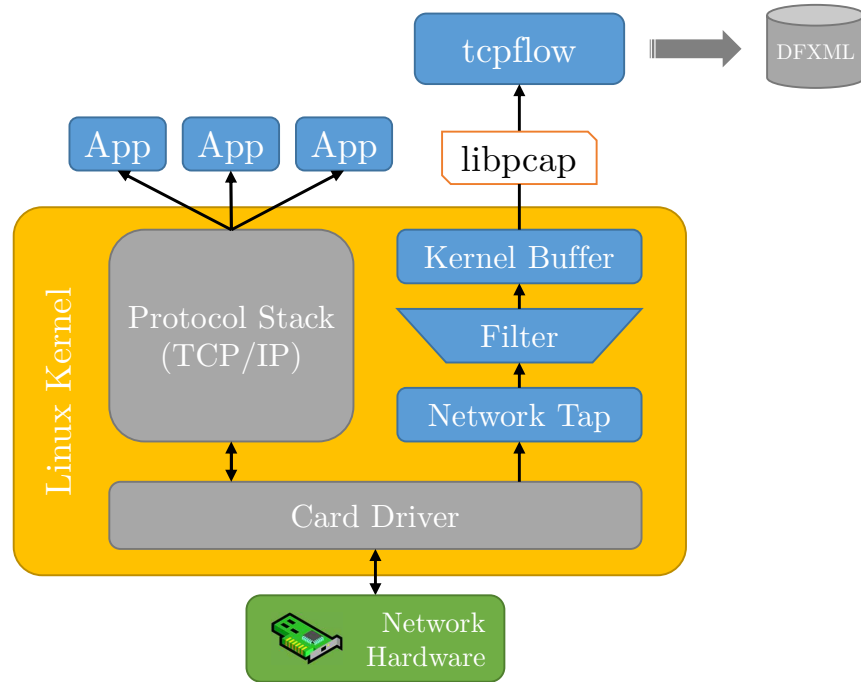 tcpflow
DFXML
App
App
App
libpcap
Linux Kernel
Protocol Stack
(TCP/IP)
Kernel Buffer
Filter
Network Tap
Card Driver
Network
Hardware